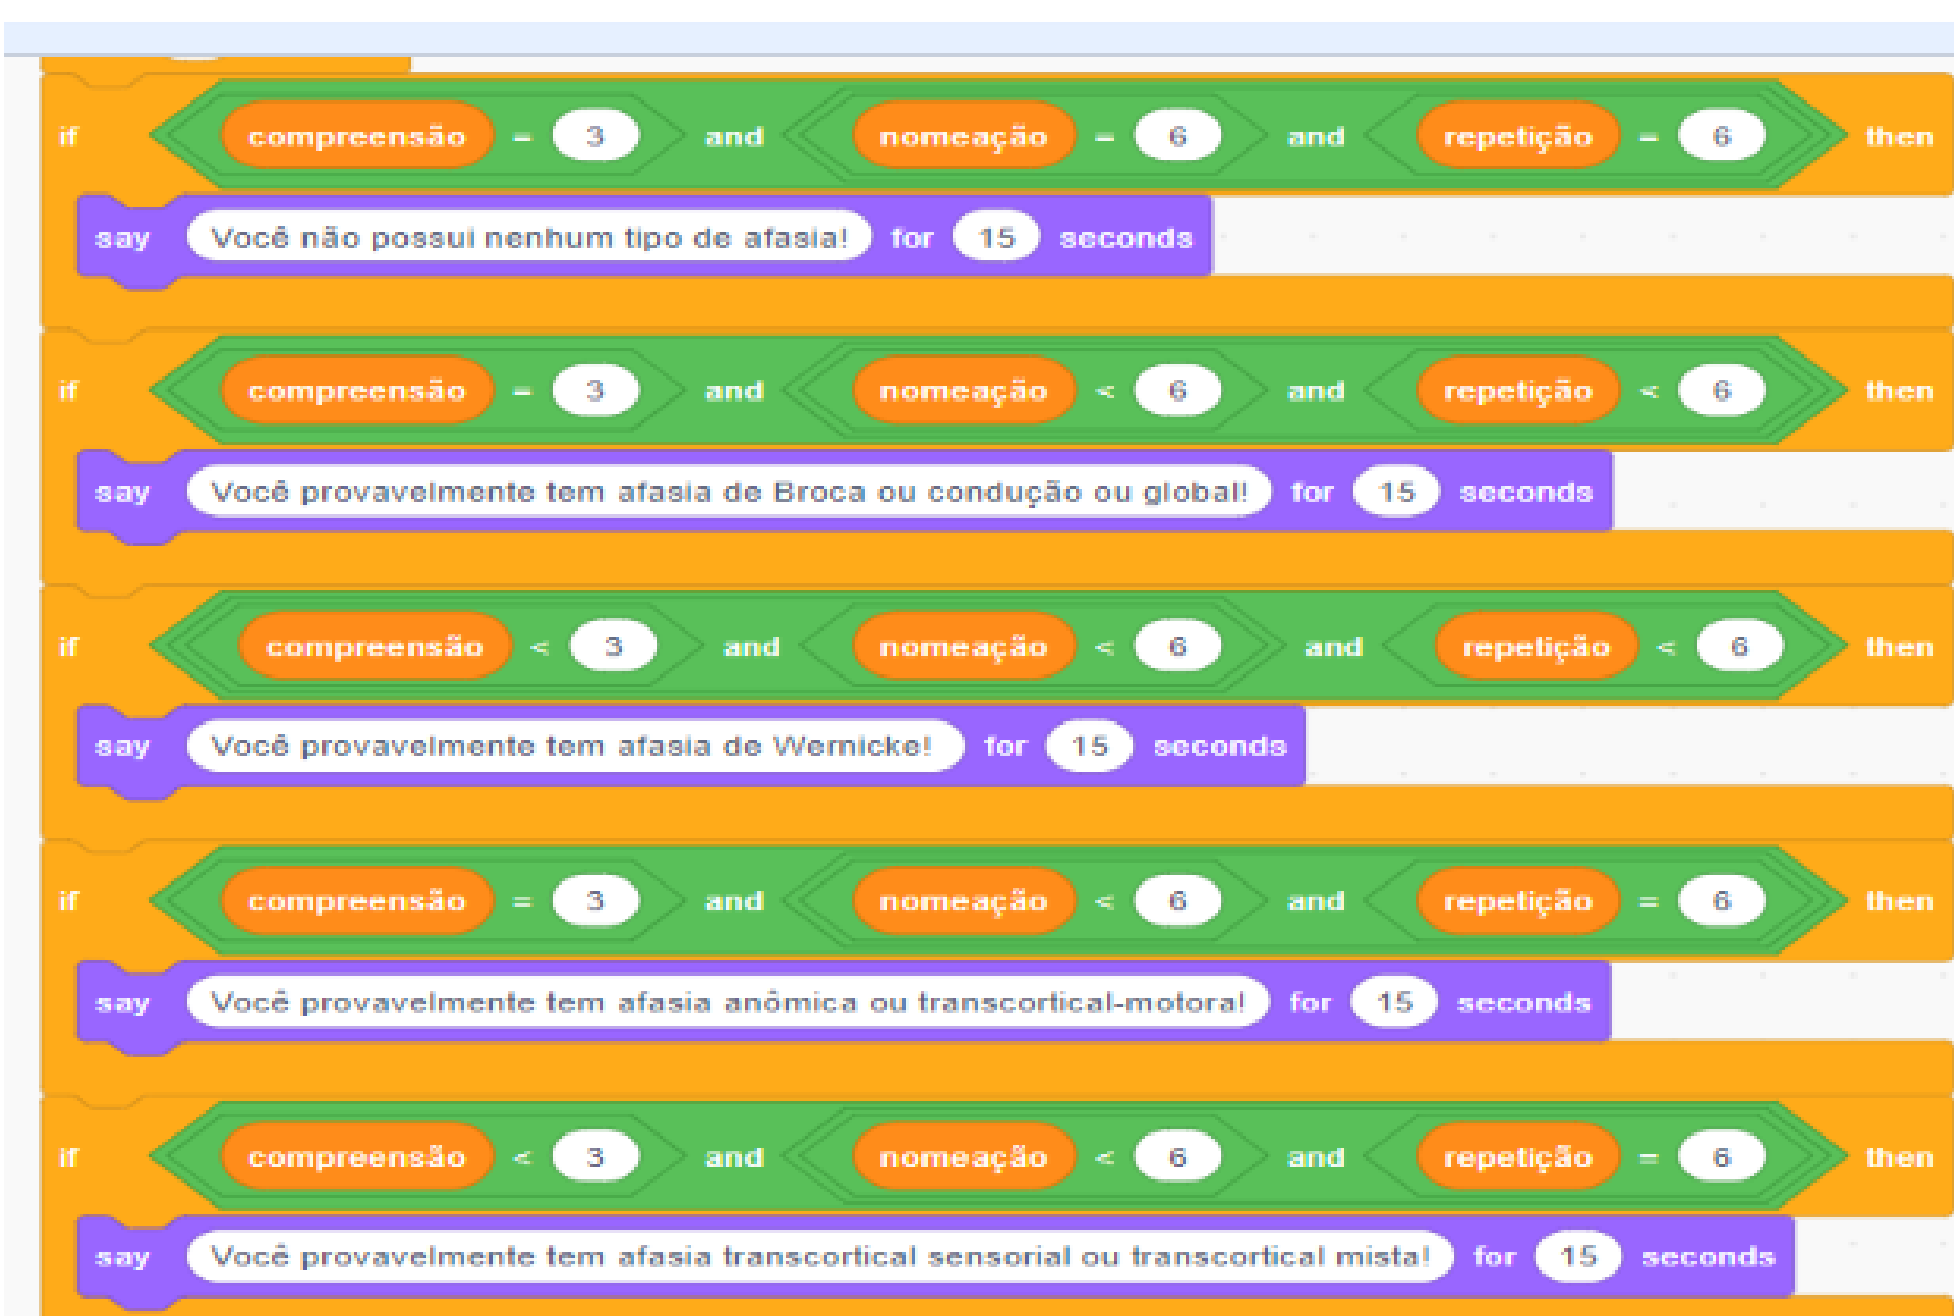 if compreensão = 3 and nomeação = 6 and repetição = 6 then
say Você não possui nenhum tipo de afasia! for 15 seconds
if compreensão = 3 and nomeação < 6 and repetição < 6 then
say Você provavelmente tem afasia de Broca ou condução ou global! for 15 seconds
if compreensão < 3 and nomeação < 6 and repetição < 6 then
say Você provavelmente tem afasia de Wernicke! for 15 seconds
if compreensão = 3 and nomeação < 6 and repetição = 6 then
say Você provavelmente tem afasia anômica ou transcortical-motora! for 15 seconds
if compreensão < 3 and nomeação < 6 and repetição = 6 then
say Você provavelmente tem afasia transcortical sensorial ou transcortical mista! for 15 seconds